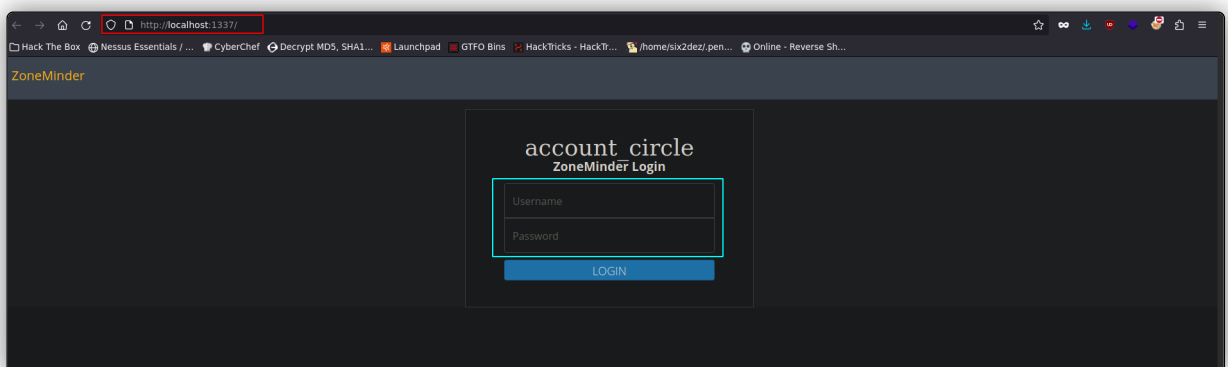 http://localhost:1337/
Hack The Box Nessus Essentials / ... CyberChef Decrypt MD5, SHA1... Launchpad GTFO Bins HackTricks - HackTr... /home/six2dez/.pen... Online - Reverse Sh...
ZoneMinder
account_circle
ZoneMinder Login
Username
Password
LOGIN